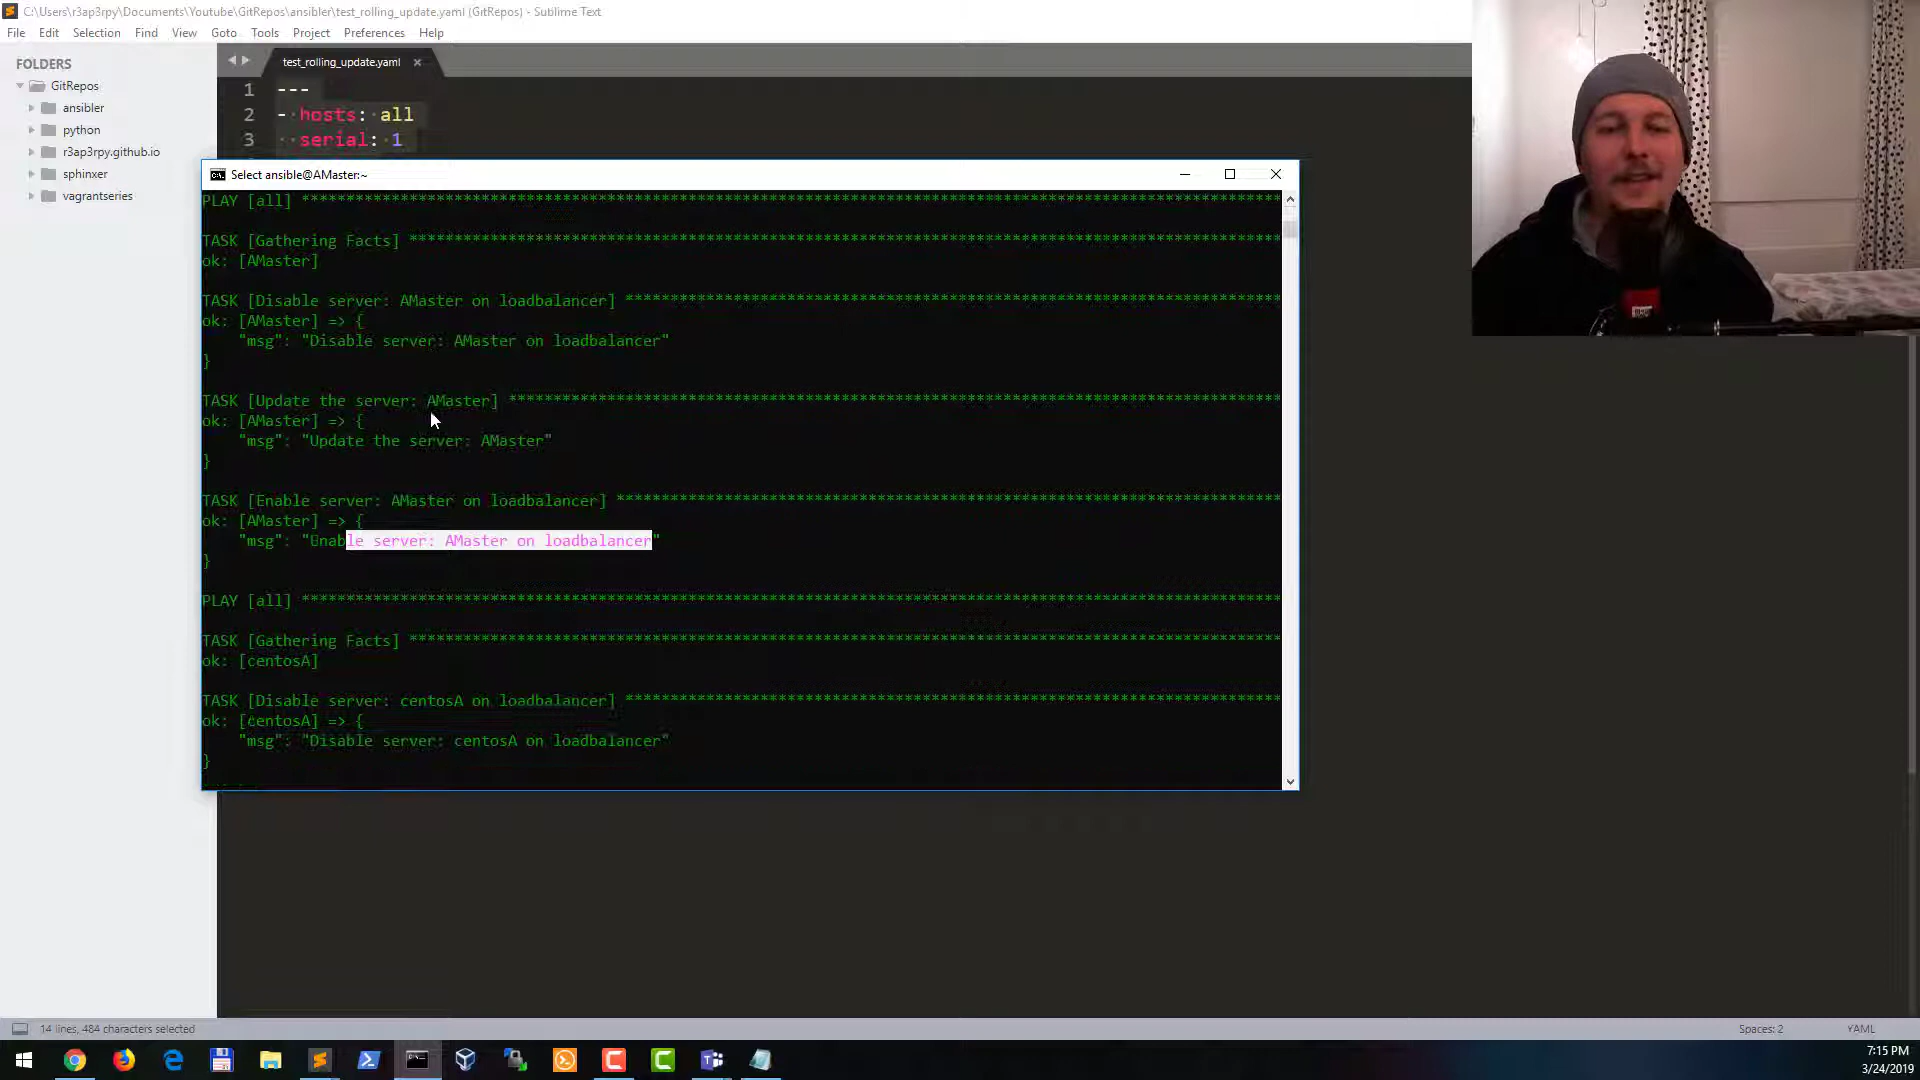 C:\Users\r3ap3rpy\Documents\Youtube\GitRepos\ansibler\test_rolling_update.yaml (GitRepos) - Sublime Text
File Edit Selection Find View Goto Tools Project Preferences Help
FOLDERS
GitRepos
ansibler
python
r3ap3rpy.github.io
sphinxer
vagrantseries
test_rolling_update.yaml
1 ---
2 - hosts: all
3 serial: 1
Select ansible@AMaster:~
PLAY [all] ****
TASK [Gathering Facts] ****
ok: [AMaster]
TASK [Disable server: AMaster on loadbalancer] ****
ok: [AMaster] => {
"msg": "Disable server: AMaster on loadbalancer"
}
TASK [Update the server: AMaster] ****
ok: [AMaster] => {
"msg": "Update the server: AMaster"
}
TASK [Enable server: AMaster on loadbalancer] ****
ok: [AMaster] => {
"msg": "Enable server: AMaster on loadbalancer"
}
PLAY [all] ****
TASK [Gathering Facts] ****
ok: [centosA]
TASK [Disable server: centosA on loadbalancer] ****
ok: [centosA] => {
"msg": "Disable server: centosA on loadbalancer"
}
14 lines, 484 characters selected
Spaces: 2
YAML
7:15 PM
3/24/2019